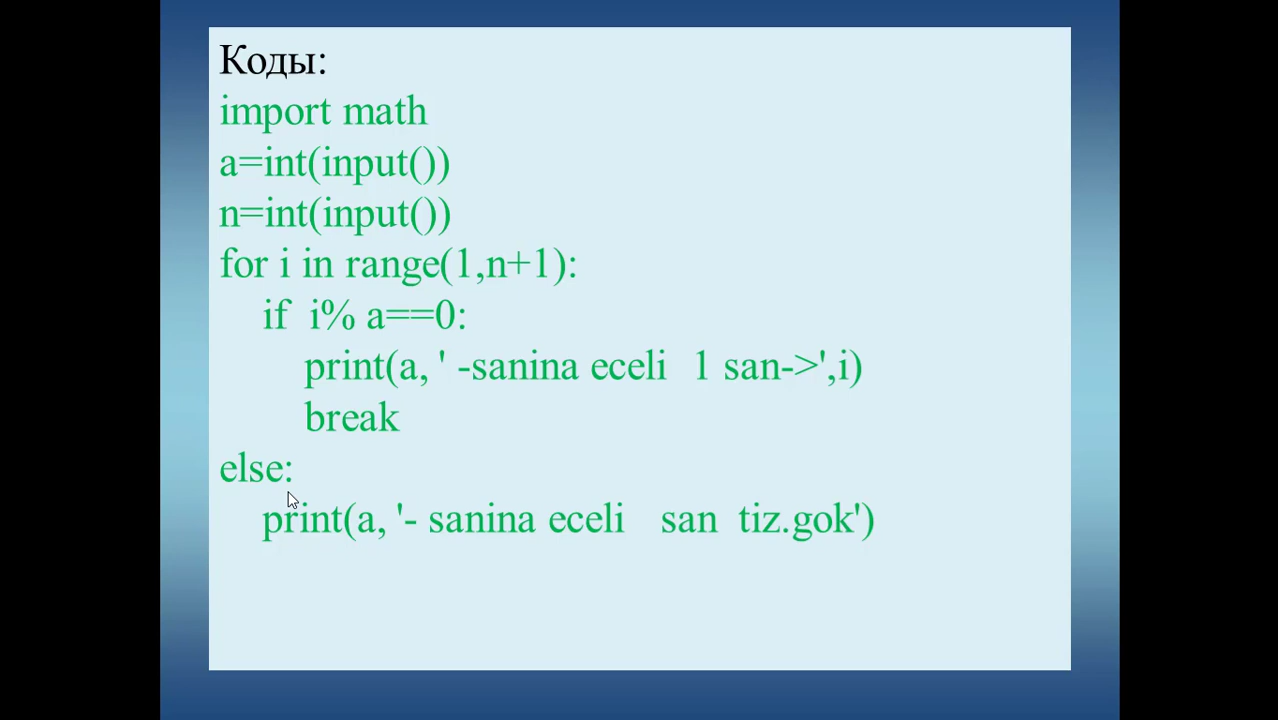 Коды:
import math
a=int(input())
n=int(input())
for i in range(1,n+1):
    if  i% a==0:
        print(a, ' -sanina eceli  1 san->',i)
        break
else:
    print(a, '- sanina eceli   san  tiz.gok')